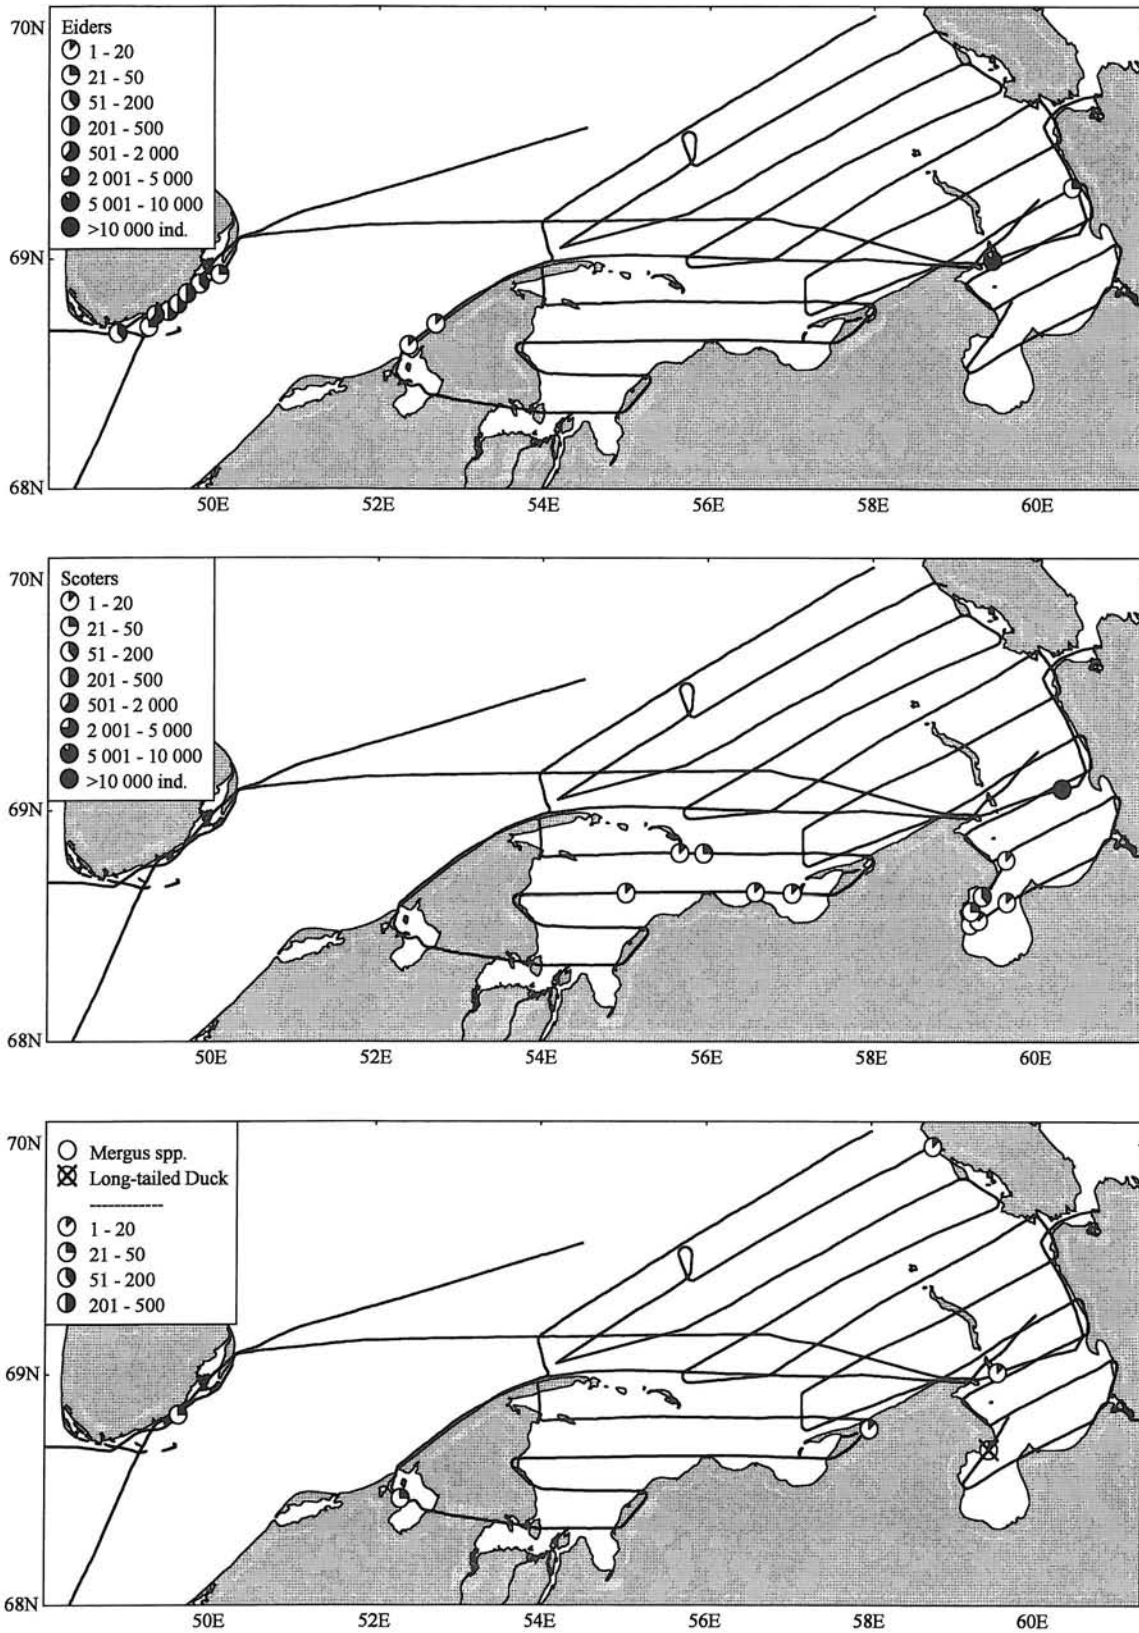 70N
Eiders
1 - 20
21 - 50
51 - 200
201 - 500
501 - 2 000
2 001 - 5 000
5 001 - 10 000
>10 000 ind.
69N
68N
50E 52E 54E 56E 58E 60E
70N
Scoters
1 - 20
21 - 50
51 - 200
201 - 500
501 - 2 000
2 001 - 5 000
5 001 - 10 000
>10 000 ind.
69N
68N
50E 52E 54E 56E 58E 60E
70N
Mergus spp.
Long-tailed Duck
1 - 20
21 - 50
51 - 200
201 - 500
69N
68N
50E 52E 54E 56E 58E 60E